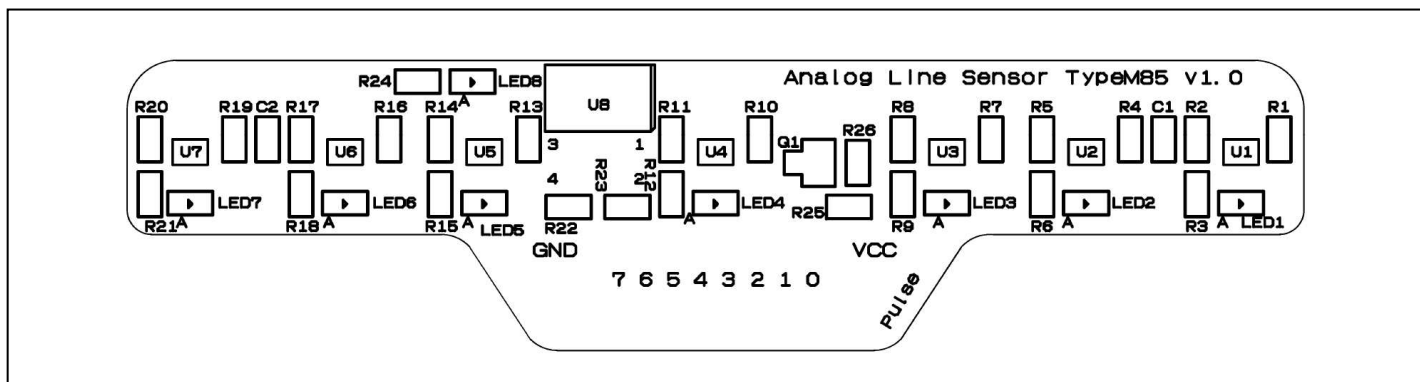 R24 LED8 Analog Line Sensor TypeM85 v1.0
A
U8
R20 R19 C2 R17 R16 R14 R13 R11 R10 R8 R7 R5 R4 C1 R2 R1
Q1 R26
3 1
U7 U6 U5 U4 U3 U2 U1
4 R23 2 R12
LED7 LED6 LED5 LED4 LED3 LED2 LED1
R21 A R18 A R15 A R22 A R25 R9 A R6 A R3 A
GND VCC
7 6 5 4 3 2 1 0
Pulse